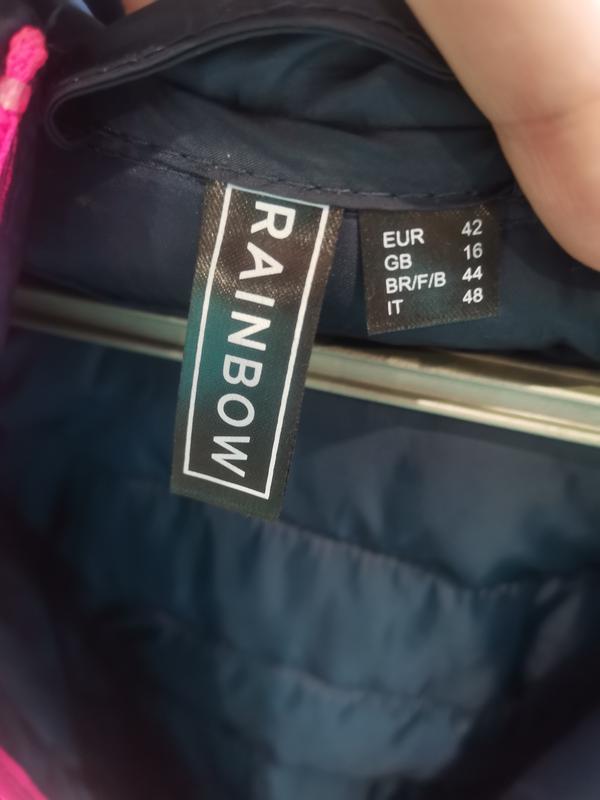 RAINBOW
EUR 42
GB 16
BR/F/B 44
IT 48